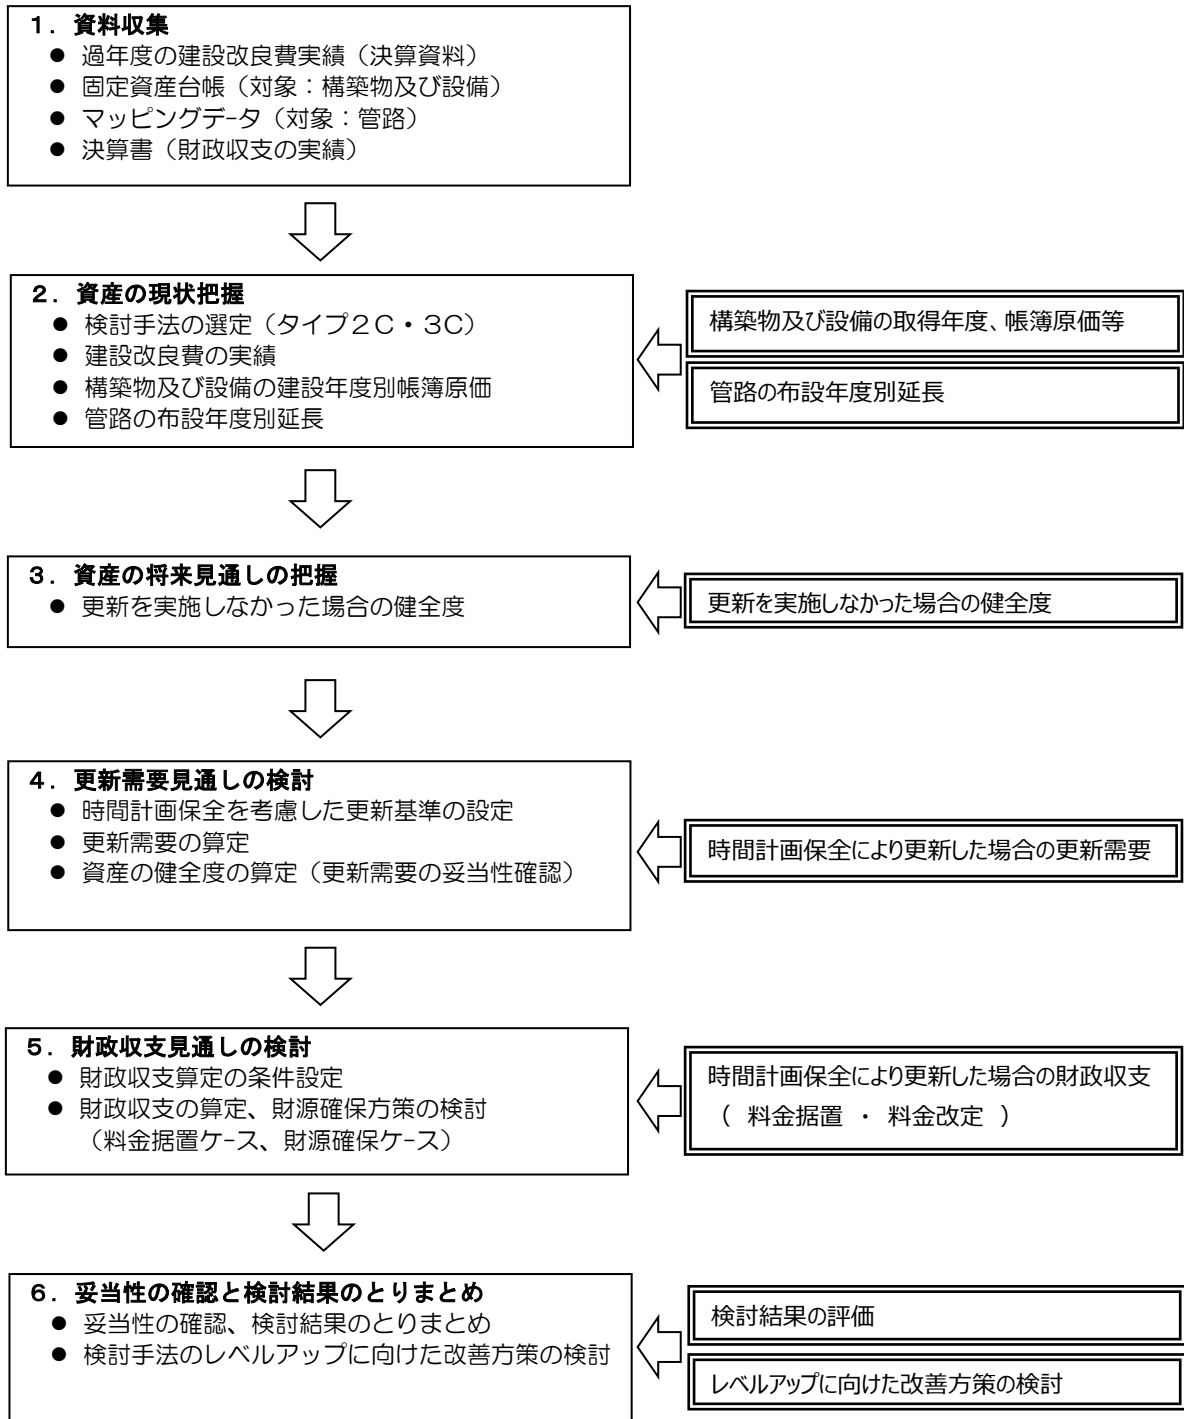 １．資料収集
● 過年度の建設改良費実績（決算資料）
● 固定資産台帳（対象：構築物及び設備）
● マッピングデｰタ（対象：管路）
● 決算書（財政収支の実績）
２．資産の現状把握
● 検討手法の選定（タイプ２Ｃ・３Ｃ）
● 建設改良費の実績
● 構築物及び設備の建設年度別帳簿原価
● 管路の布設年度別延長
構築物及び設備の取得年度、帳簿原価等
管路の布設年度別延長
３．資産の将来見通しの把握
● 更新を実施しなかった場合の健全度
更新を実施しなかった場合の健全度
４．更新需要見通しの検討
● 時間計画保全を考慮した更新基準の設定
● 更新需要の算定
● 資産の健全度の算定（更新需要の妥当性確認）
時間計画保全により更新した場合の更新需要
５．財政収支見通しの検討
● 財政収支算定の条件設定
● 財政収支の算定、財源確保方策の検討
（料金据置ケｰス、財源確保ケｰス）
時間計画保全により更新した場合の財政収支
（ 料金据置 ・ 料金改定 ）
６．妥当性の確認と検討結果のとりまとめ
● 妥当性の確認、検討結果のとりまとめ
● 検討手法のレベルアップに向けた改善方策の検討
検討結果の評価
レベルアップに向けた改善方策の検討